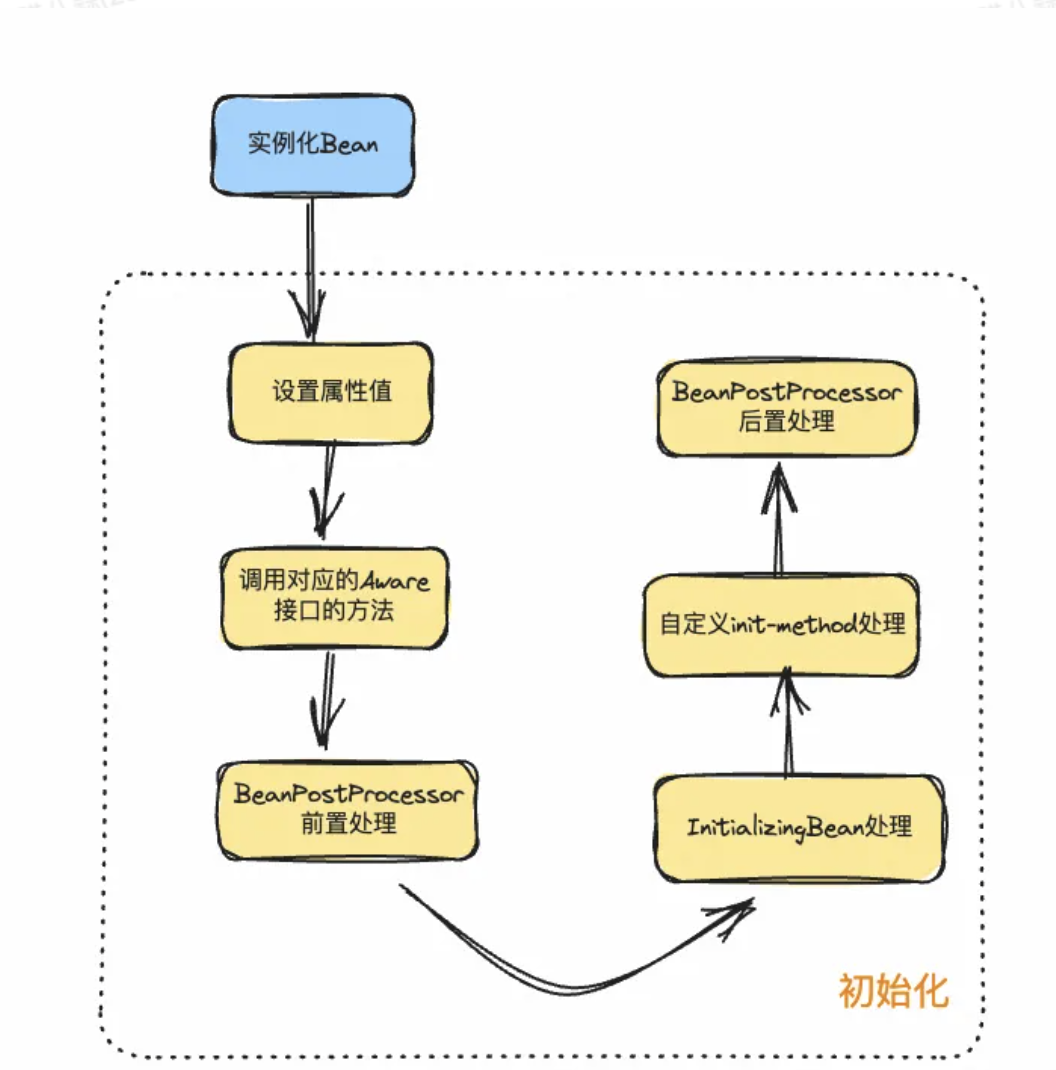 实例化Bean
设置属性值
调用对应的Aware
接口的方法
BeanPostProcessor
前置处理
InitializingBean处理
自定义init-method处理
BeanPostProcessor
后置处理
初始化